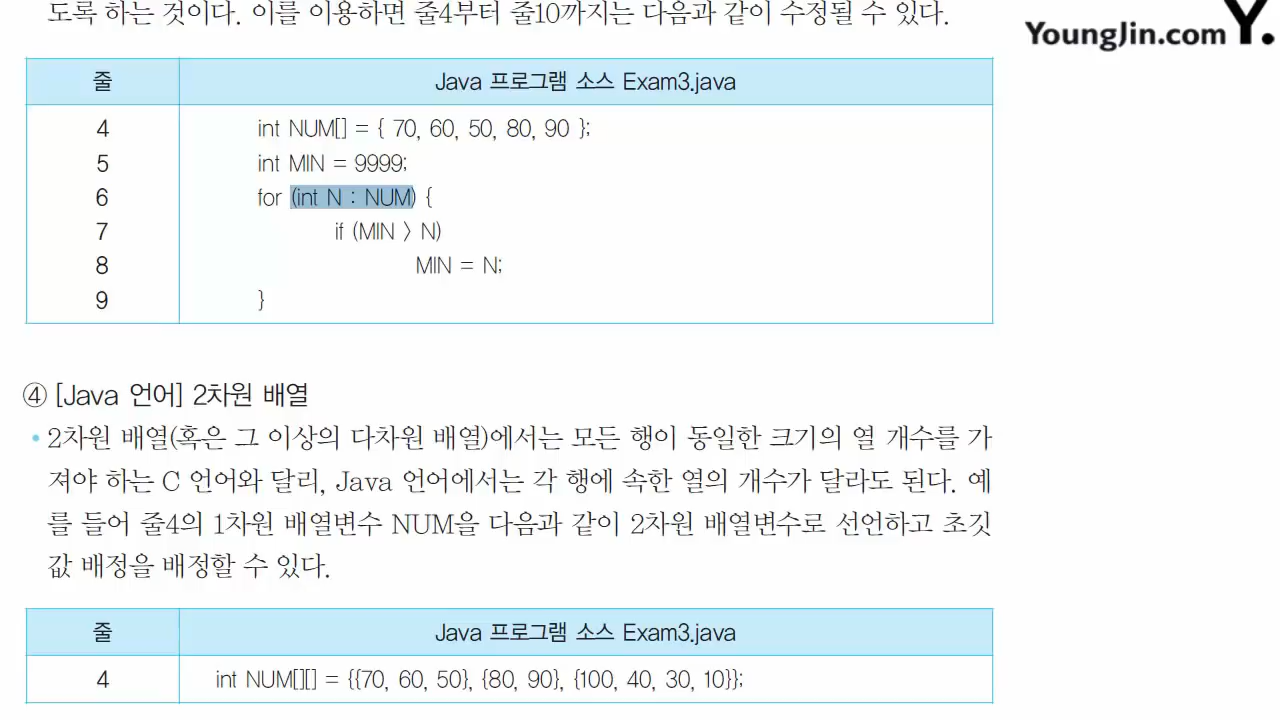 도록 하는 것이다. 이를 이용하면 줄4부터 줄10까지는 다음과 같이 수정될 수 있다.
YoungJin.com Y.
줄 Java 프로그램 소스 Exam3.java
4 int NUM[] = { 70, 60, 50, 80, 90 };
5 int MIN = 9999;
6 for (int N : NUM) {
7 if (MIN > N)
8 MIN = N;
9 }
④ [Java 언어] 2차원 배열
• 2차원 배열(혹은 그 이상의 다차원 배열)에서는 모든 행이 동일한 크기의 열 개수를 가
져야 하는 C 언어와 달리, Java 언어에서는 각 행에 속한 열의 개수가 달라도 된다. 예
를 들어 줄4의 1차원 배열변수 NUM을 다음과 같이 2차원 배열변수로 선언하고 초깃
값 배정을 배정할 수 있다.
줄 Java 프로그램 소스 Exam3.java
4 int NUM[][] = {{70, 60, 50}, {80, 90}, {100, 40, 30, 10}};